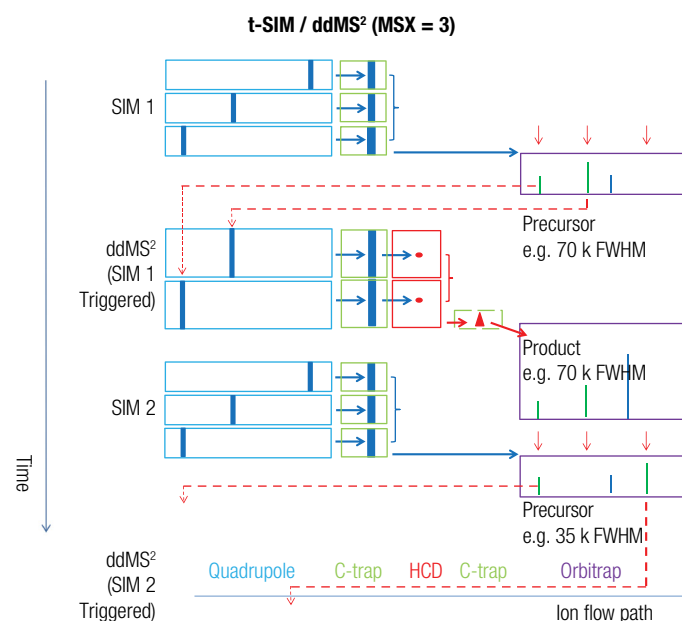 t-SIM / ddMS² (MSX = 3)
SIM 1
Precursor
e.g. 70 k FWHM
ddMS²
(SIM 1
Triggered)
Product
e.g. 70 k FWHM
SIM 2
Time
Precursor
e.g. 35 k FWHM
ddMS²
(SIM 2
Triggered)
Quadrupole C-trap HCD C-trap Orbitrap
Ion flow path